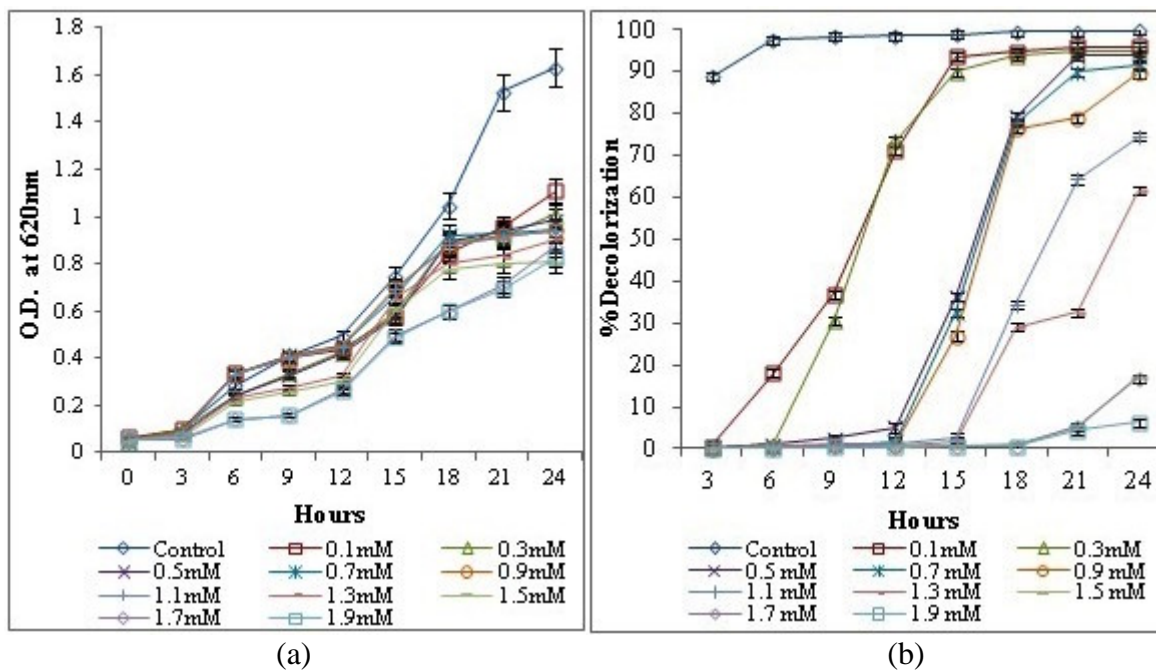 O.D. at 620nm
1.8
1.6
1.4
1.2
1
0.8
0.6
0.4
0.2
0
0 3 6 9 12 15 18 21 24
Hours
Control 0.1mM 0.3mM
0.5mM 0.7mM 0.9mM
1.1mM 1.3mM 1.5mM
1.7mM 1.9mM
(a)
%Decolorization
100
90
80
70
60
50
40
30
20
10
0
3 6 9 12 15 18 21 24
Hours
Control 0.1mM 0.3mM
0.5 mM 0.7 mM 0.9 mM
1.1 mM 1.3 mM 1.5 mM
1.7 mM 1.9 mM
(b)